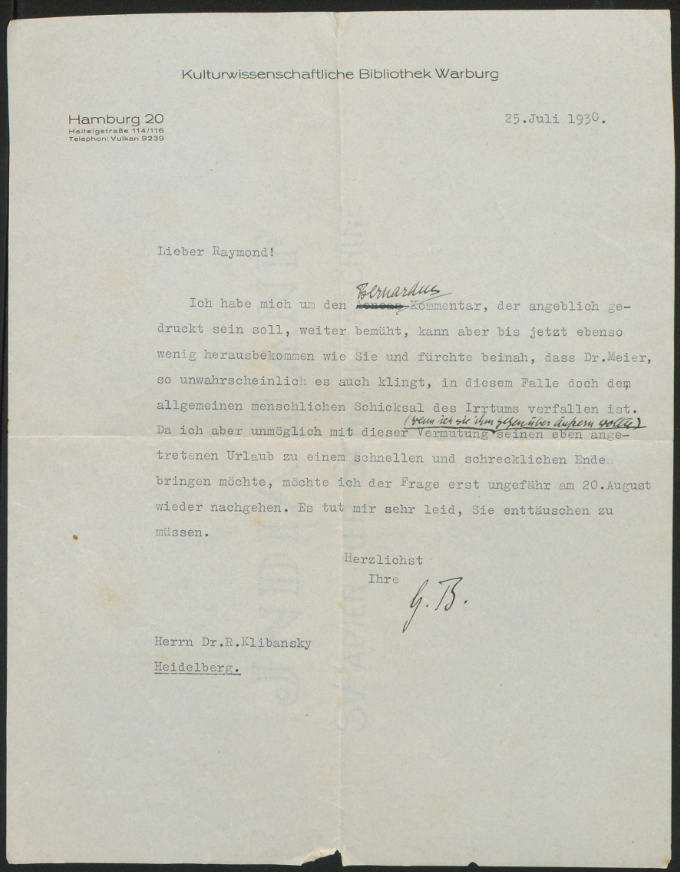 Kulturwissenschaftliche Bibliothek Warburg
Hamburg 20
Heilwigstraße 114/116
Telephon: Vulkan 9239
25.Juli 1930.
Lieber Raymond!
Bernardus
Ich habe mich um den Kommentar, der angeblich ge-
druckt sein soll, weiter bemüht, kann aber bis jetzt ebenso
wenig herausbekommen wie Sie und fürchte beinah, dass Dr.Meier,
so unwahrscheinlich es auch klingt, in diesem Falle doch dem
allgemeinen menschlichen Schicksal des Irrtums verfallen ist.
(wenn ich sie ihm gegenüber äußern wollte)
Da ich aber unmöglich mit dieser Vermutung seinen eben ange-
tretenen Urlaub zu einem schnellen und schrecklichen Ende
bringen möchte, möchte ich der Frage erst ungefähr am 20.August
wieder nachgehen. Es tut mir sehr leid, Sie enttäuschen zu
müssen.
Herzlichst
Ihre
G. B.
Herrn Dr.R.Klibansky
Heidelberg.